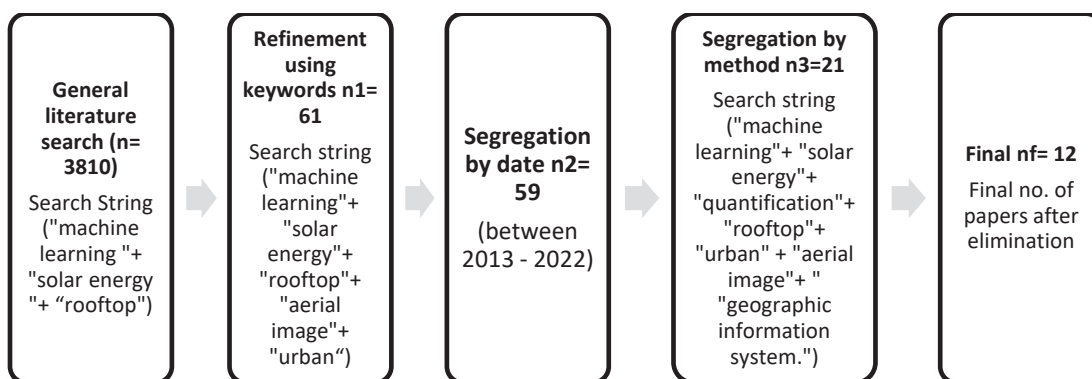 General
literature
search (n=
3810)
Search String
("machine
learning "+
"solar energy
"+ “rooftop")
Refinement
using
keywords n1=
61
Search string
("machine
learning"+
"solar
energy"+
"rooftop"+
"aerial
image"+
"urban“)
Segregation
by date n2=
59
(between
2013 - 2022)
Segregation by
method n3=21
Search string
("machine
learning"+ "solar
energy"+
"quantification"+
"rooftop"+
"urban" + "aerial
image"+ "
"geographic
information
system.")
Final nf= 12
Final no. of
papers after
elimination